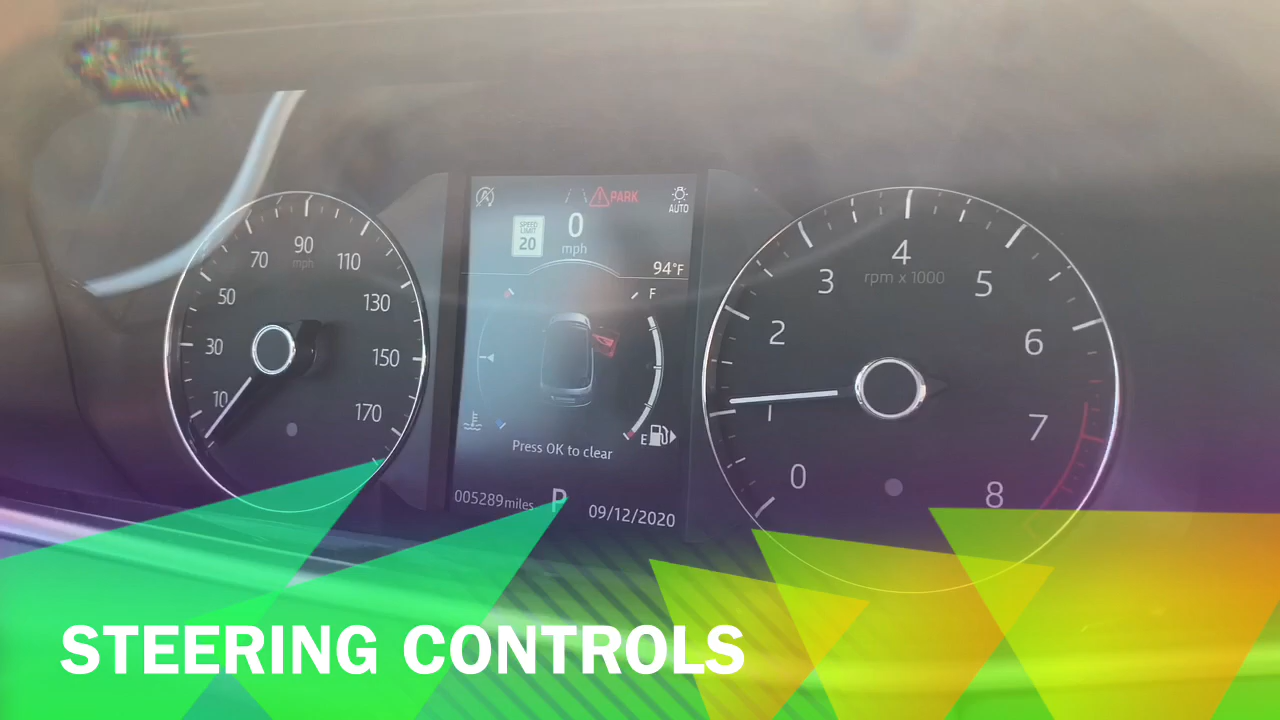 PARK
AUTO
SPEED
LIMIT
20
0
mph
94°F
10
30
50
70
90
mph
110
130
150
170
F
E
Press OK to clear
005289miles
P
09/12/2020
0
1
2
3
4
rpm x 1000
5
6
7
8
STEERING CONTROLS